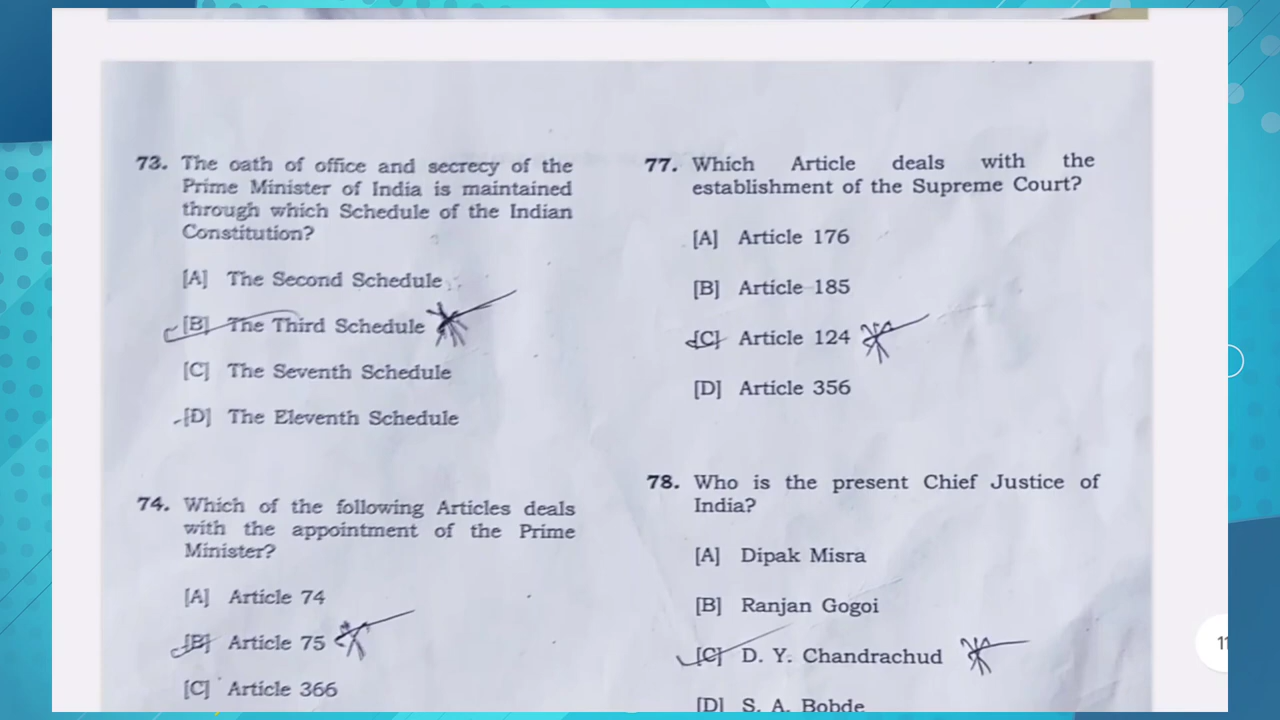 73. The oath of office and secrecy of the
Prime Minister of India is maintained
through which Schedule of the Indian
Constitution?
[A] The Second Schedule
[B] The Third Schedule
[C] The Seventh Schedule
[D] The Eleventh Schedule
74. Which of the following Articles deals
with the appointment of the Prime
Minister?
[A] Article 74
[B] Article 75
[C] Article 366
77. Which Article deals with the
establishment of the Supreme Court?
[A] Article 176
[B] Article 185
[C] Article 124
[D] Article 356
78. Who is the present Chief Justice of
India?
[A] Dipak Misra
[B] Ranjan Gogoi
[C] D. Y. Chandrachud
[D] S. A. Bobde
11